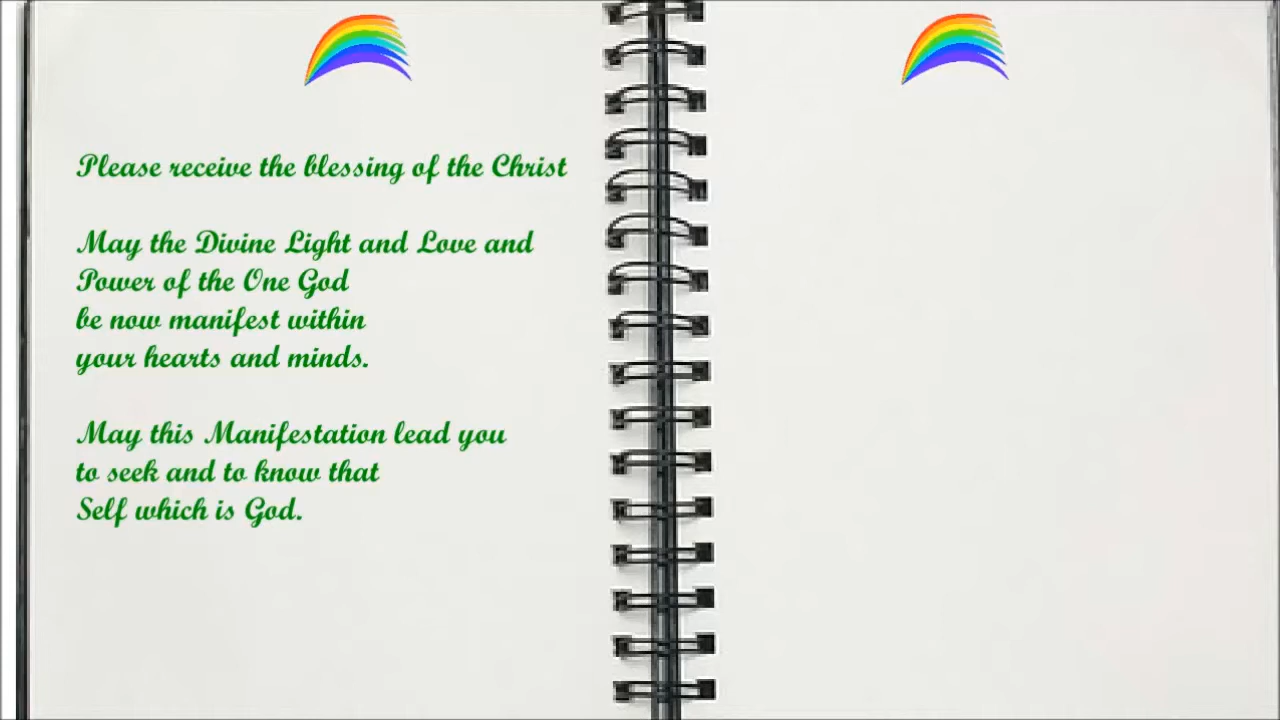 Please receive the blessing of the Christ
May the Divine Light and Love and
Power of the One God
be now manifest within
your hearts and minds.
May this Manifestation lead you
to seek and to know that
Self which is God.